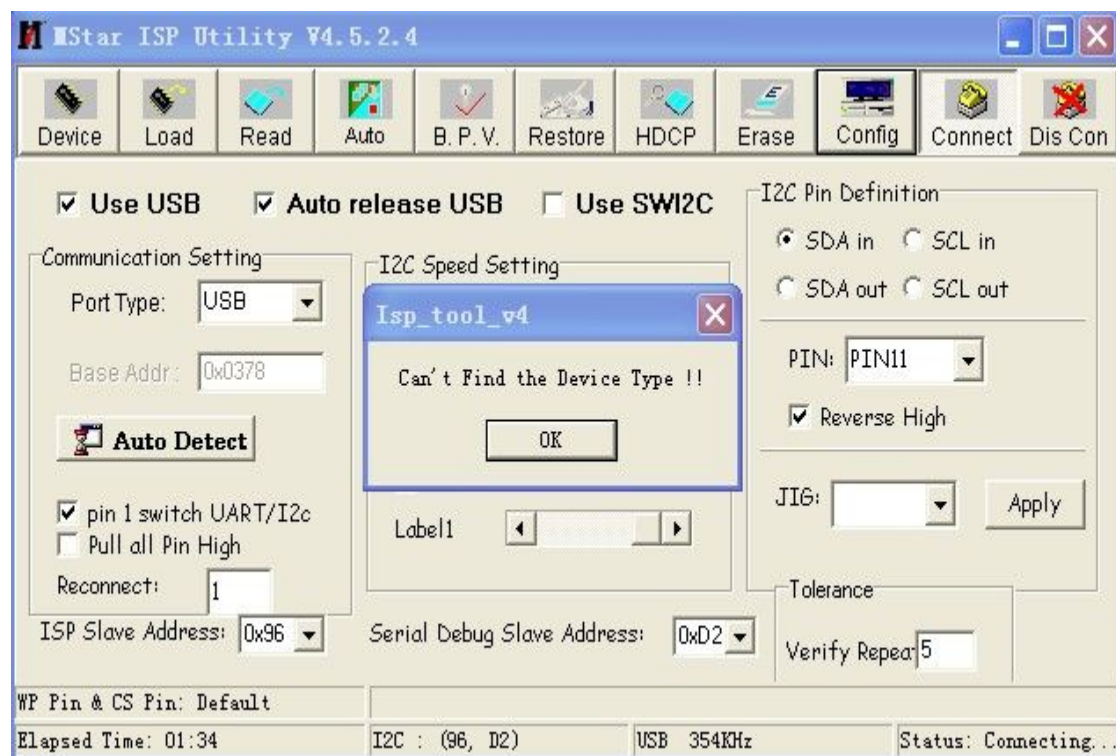 MStar ISP Utility V4.5.2.4
Device Load Read Auto B.P.V. Restore HDCP Erase Config Connect Dis Con
Use USB Auto release USB Use SWI2C
I2C Pin Definition
SDA in SCL in
SDA out SCL out
Communication Setting
Port Type: USB
Base Addr: 0x0378
Auto Detect
pin 1 switch UART/I2c
Pull all Pin High
Reconnect: 1
I2C Speed Setting
Isp_tool_v4
Can't Find the Device Type !!
OK
Label1
PIN: PIN11
Reverse High
JIG: Apply
ISP Slave Address: 0x96
Serial Debug Slave Address: 0xD2
Tolerance
Verify Repea 5
WP Pin & CS Pin: Default
Elapsed Time: 01:34 I2C : (96, D2) USB 354KHz Status: Connecting..